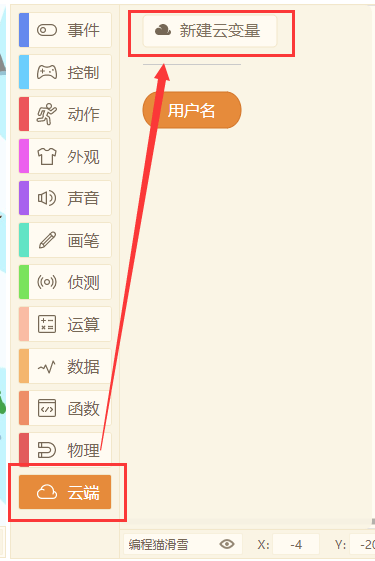 事件
控制
动作
外观
声音
画笔
侦测
运算
数据
函数
物理
云端
新建云变量
用户名
编程猫滑雪 X: -4 Y: -20